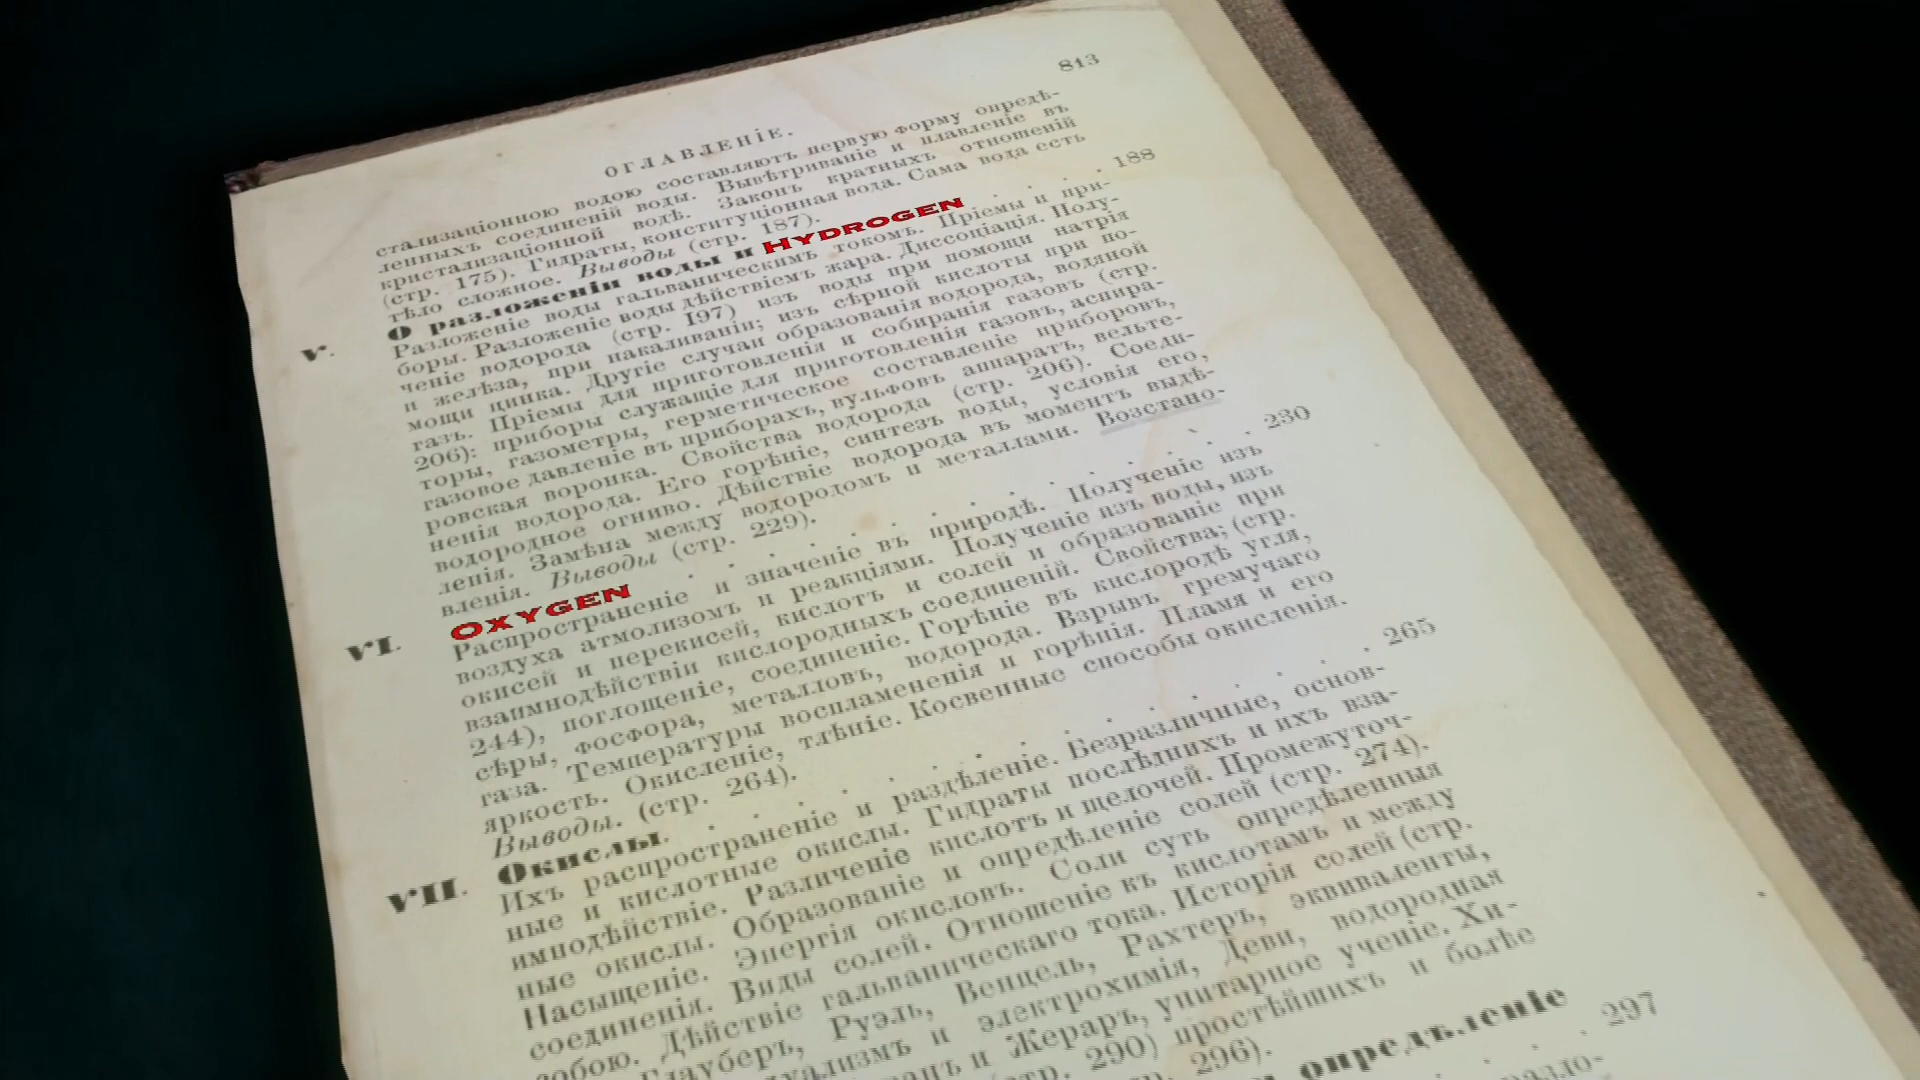 813
ОГЛАВЛЕНІЕ.
стализаціонною водою составляютъ первую форму опредѣ-
ленныхъ соединеній воды. Вывѣтриваніе и плавленіе въ
кристализаціонной водѣ. Законъ кратныхъ отношеній
(стр. 175). Гидраты, конституціонная вода. Сама вода есть
тѣло сложное. Выводы (стр. 187).
V. О разложеніи воды и HYDROGEN . . . . . 188
Разложеніе воды гальваническимъ токомъ. Пріемы и при-
боры. Разложеніе воды дѣйствіемъ жара. Диссоціація. Полу-
ченіе водорода (стр. 197) изъ воды при помощи натрія
и желѣза, при накаливаніи; изъ сѣрной кислоты при по-
мощи цинка. Другіе случаи образованія водорода, водяной
газъ. Пріемы для приготовленія и собиранія газовъ (стр.
206): приборы служащіе для приготовленія газовъ, аспира-
торы, газометры, герметическое составленіе приборовъ,
газовое давленіе въ приборахъ, вульфовъ аппаратъ, вельте-
ровская воронка. Свойства водорода (стр. 206). Соеди-
ненія водорода. Его горѣніе, синтезъ воды, условія его,
водородное огниво. Дѣйствіе водорода въ моментъ выдѣ-
ленія. Замѣна между водородомъ и металлами. Возстано-
вленія. Выводы (стр. 229).
VI. OXYGEN . . . . . . . . . . 230
Распространеніе и значеніе въ природѣ. Полученіе изъ
воздуха атмолизомъ и реакціями. Полученіе изъ воды, изъ
окисей и перекисей, кислотъ и солей и образованіе при
взаимнодѣйствіи кислородныхъ соединеній. Свойства; (стр.
244), поглощеніе, соединеніе. Горѣніе въ кислородѣ угля,
сѣры, фосфора, металловъ, водорода. Взрывъ гремучаго
газа. Температуры воспламененія и горѣнія. Пламя и его
яркость. Окисленіе, тлѣніе. Косвенные способы окисленія.
Выводы. (стр. 264).
VII. Окислы. . . . . . . . . . 265
Ихъ распространеніе и раздѣленіе. Безразличные, основ-
ные и кислотные окислы. Гидраты послѣднихъ и ихъ вза-
имнодѣйствіе. Различеніе кислотъ и щелочей. Промежуточ-
ные окислы. Образованіе и опредѣленіе солей (стр. 274).
Насыщеніе. Энергія окисловъ. Соли суть опредѣленныя
соединенія. Виды солей. Отношеніе къ кислотамъ и между
собою. Дѣйствіе гальваническаго тока. Исторія солей (стр.
Глауберъ, Руэль, Венцель, Рахтеръ, эквиваленты,
дуализмъ и электрохимія, Деви, водородная
и Жераръ, унитарное ученіе. Хи-
(стр. 290) простѣйшихъ и болѣе
стр. 296).
и опредѣленіе . . 297
разло-